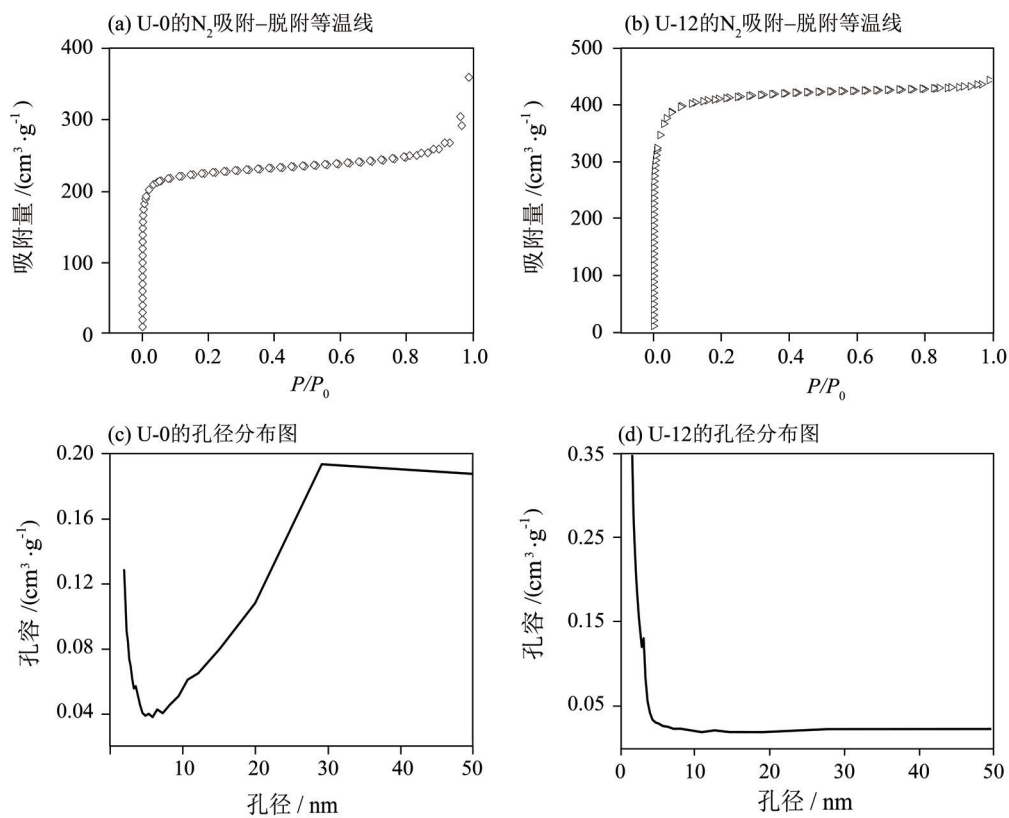 (a) U-0的N₂吸附–脱附等温线
400
300
200
100
0
吸附量 /(cm³·g⁻¹)
0.0 0.2 0.4 0.6 0.8 1.0
P/P₀
(b) U-12的N₂吸附–脱附等温线
500
400
300
200
100
0
吸附量 /(cm³·g⁻¹)
0.0 0.2 0.4 0.6 0.8 1.0
P/P₀
(c) U-0的孔径分布图
0.20
0.16
0.12
0.08
0.04
孔容 /(cm³·g⁻¹)
10 20 30 40 50
孔径 / nm
(d) U-12的孔径分布图
0.35
0.25
0.15
0.05
孔容 /(cm³·g⁻¹)
0 10 20 30 40 50
孔径 / nm